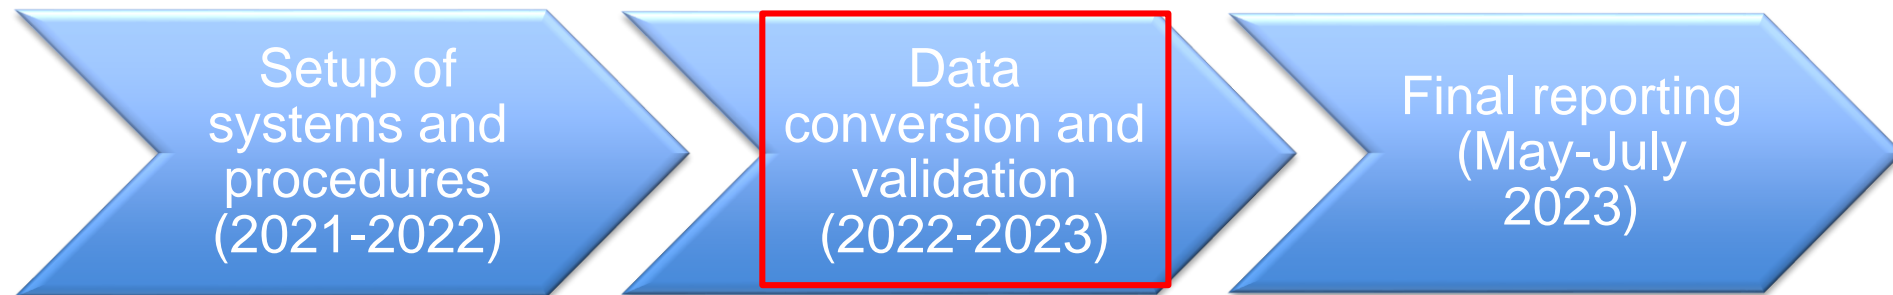 Setup of
systems and
procedures
(2021-2022)
Data
conversion and
validation
(2022-2023)
Final reporting
(May-July
2023)